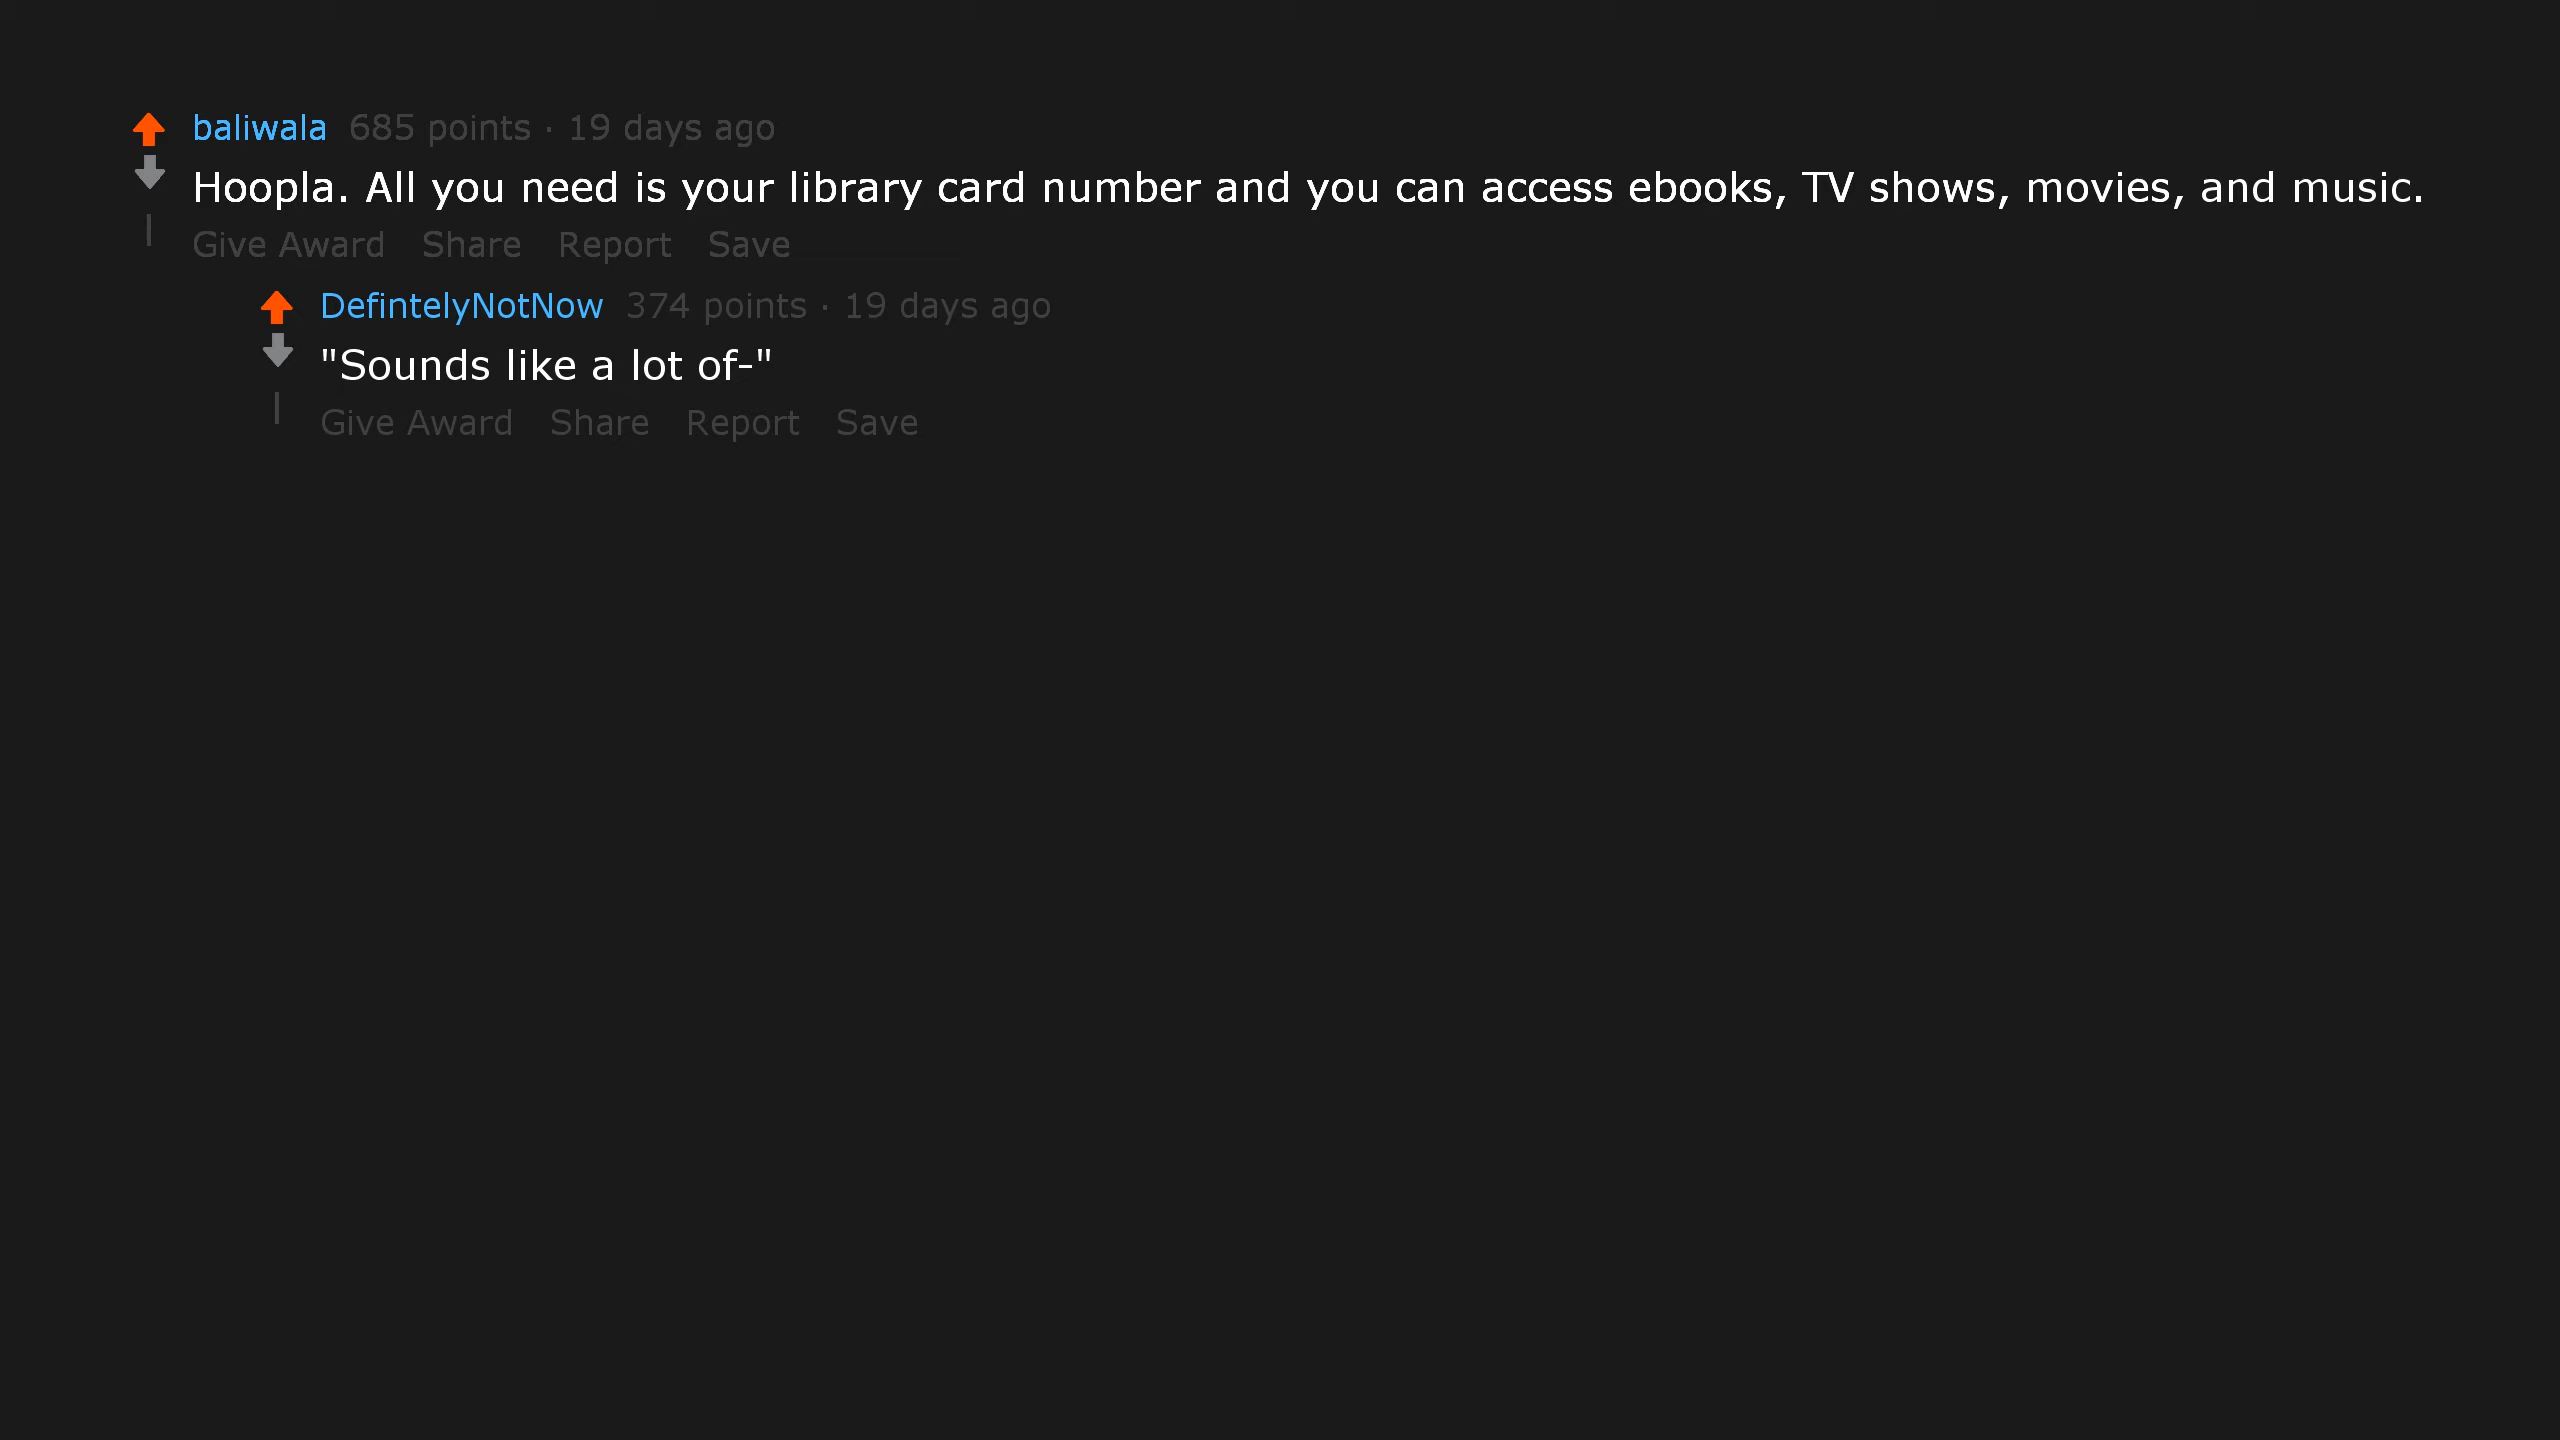 baliwala 685 points · 19 days ago
Hoopla. All you need is your library card number and you can access ebooks, TV shows, movies, and music.
Give Award Share Report Save
DefintelyNotNow 374 points · 19 days ago
"Sounds like a lot of-"
Give Award Share Report Save